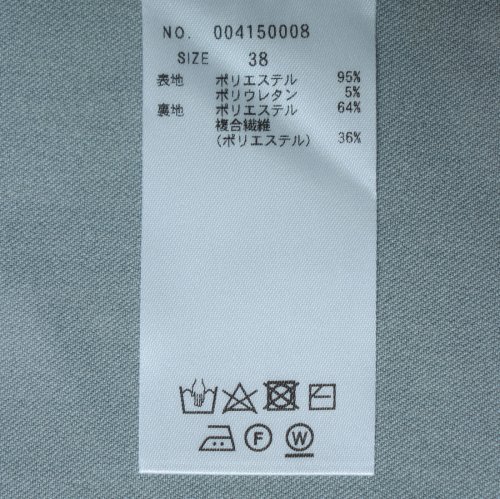 NO. 004150008
SIZE 38
表地 ポリエステル 95%
ポリウレタン 5%
裏地 ポリエステル 64%
複合繊維
(ポリエステル) 36%
F W